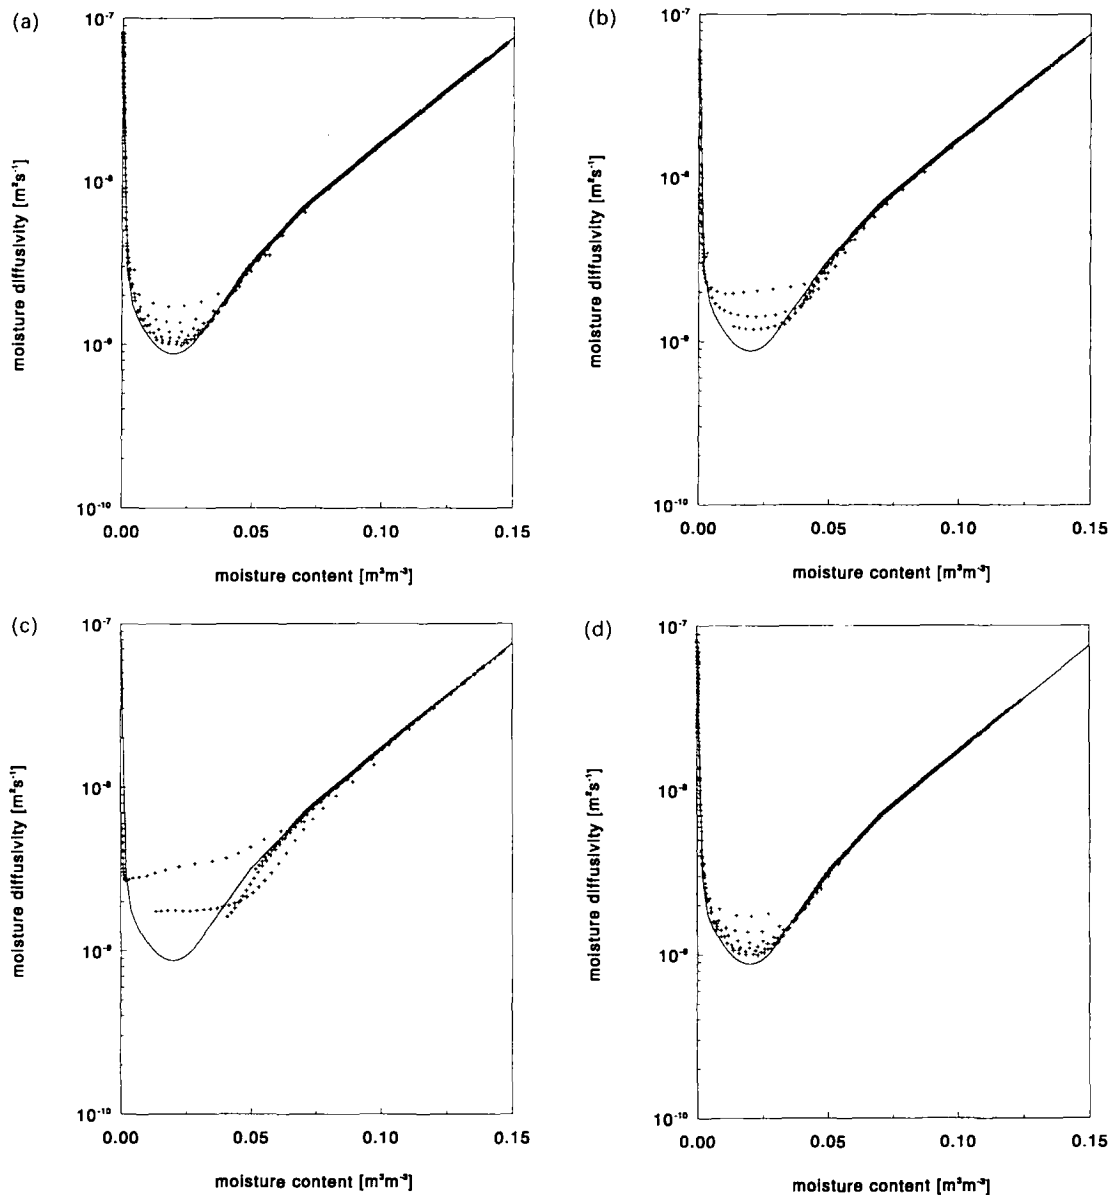 (a)
10⁻⁷
10⁻⁸
10⁻⁹
10⁻¹⁰
moisture diffusivity [m²s⁻¹]
0.00 0.05 0.10 0.15
moisture content [m³m⁻³]
(b)
10⁻⁷
10⁻⁸
10⁻⁹
10⁻¹⁰
moisture diffusivity [m²s⁻¹]
0.00 0.05 0.10 0.15
moisture content [m³m⁻³]
(c)
10⁻⁷
10⁻⁸
10⁻⁹
10⁻¹⁰
moisture diffusivity [m²s⁻¹]
0.00 0.05 0.10 0.15
moisture content [m³m⁻³]
(d)
10⁻⁷
10⁻⁸
10⁻⁹
10⁻¹⁰
moisture diffusivity [m²s⁻¹]
0.00 0.05 0.10 0.15
moisture content [m³m⁻³]